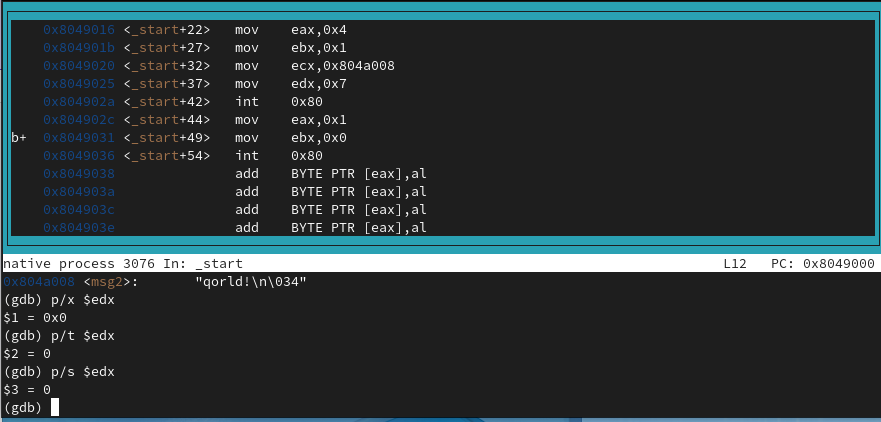 0x8049016 <_start+22>   mov    eax,0x4
0x804901b <_start+27>   mov    ebx,0x1
0x8049020 <_start+32>   mov    ecx,0x804a008
0x8049025 <_start+37>   mov    edx,0x7
0x804902a <_start+42>   int    0x80
0x804902c <_start+44>   mov    eax,0x1
b+  0x8049031 <_start+49>   mov    ebx,0x0
0x8049036 <_start+54>   int    0x80
0x8049038               add    BYTE PTR [eax],al
0x804903a               add    BYTE PTR [eax],al
0x804903c               add    BYTE PTR [eax],al
0x804903e               add    BYTE PTR [eax],al
native process 3076 In: _start    L12   PC: 0x8049000
0x804a008 <msg2>:       "qorld!\n\034"
(gdb) p/x $edx
$1 = 0x0
(gdb) p/t $edx
$2 = 0
(gdb) p/s $edx
$3 = 0
(gdb)